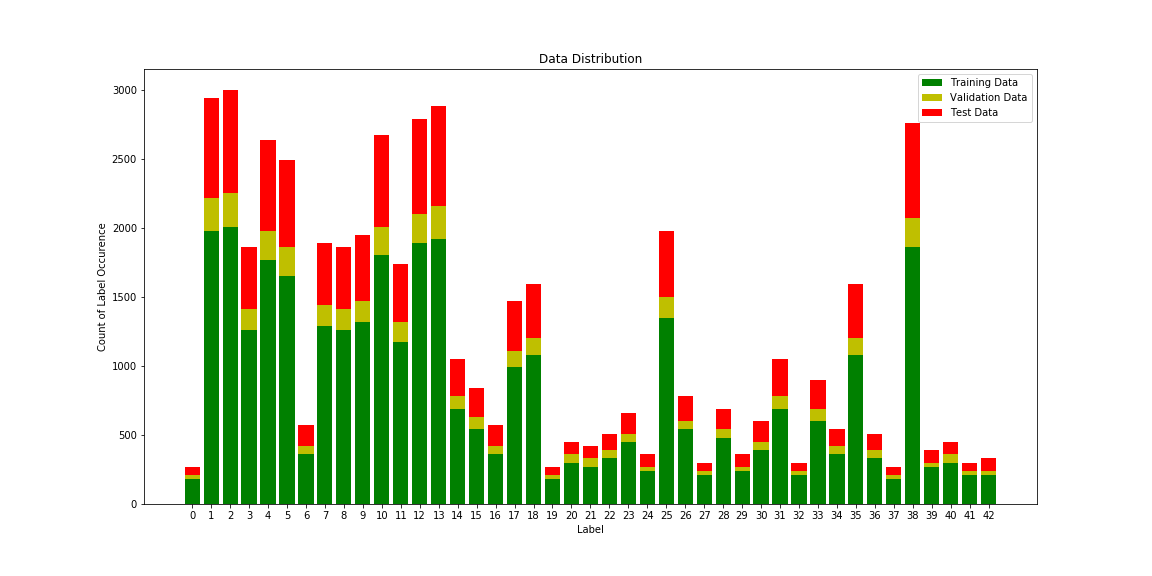 Data Distribution
Training Data
Validation Data
Test Data
3000
2500
2000
1500
1000
500
0
Count of Label Occurence
0 1 2 3 4 5 6 7 8 9 10 11 12 13 14 15 16 17 18 19 20 21 22 23 24 25 26 27 28 29 30 31 32 33 34 35 36 37 38 39 40 41 42
Label